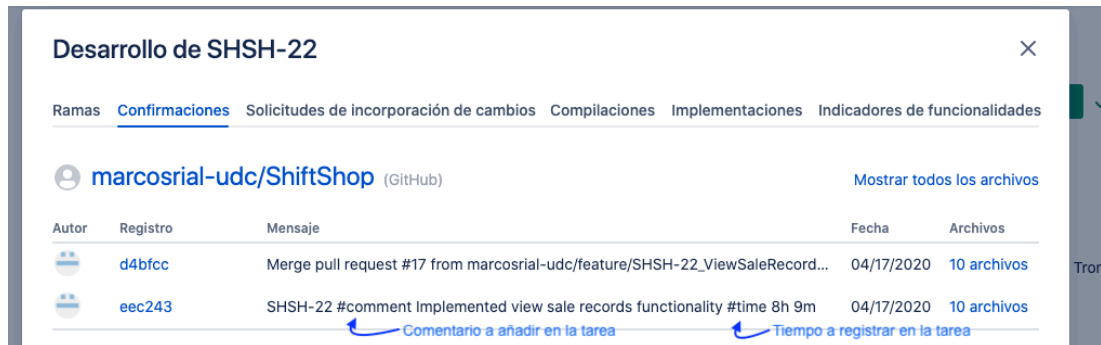 Desarrollo de SHSH-22
Ramas Confirmaciones Solicitudes de incorporación de cambios Compilaciones Implementaciones Indicadores de funcionalidades
marcosrial-udc/ShiftShop (GitHub) Mostrar todos los archivos
Autor Registro Mensaje Fecha Archivos
d4bfcc Merge pull request #17 from marcosrial-udc/feature/SHSH-22_ViewSaleRecord... 04/17/2020 10 archivos
eec243 SHSH-22 #comment Implemented view sale records functionality #time 8h 9m 04/17/2020 10 archivos
Comentario a añadir en la tarea Tiempo a registrar en la tarea